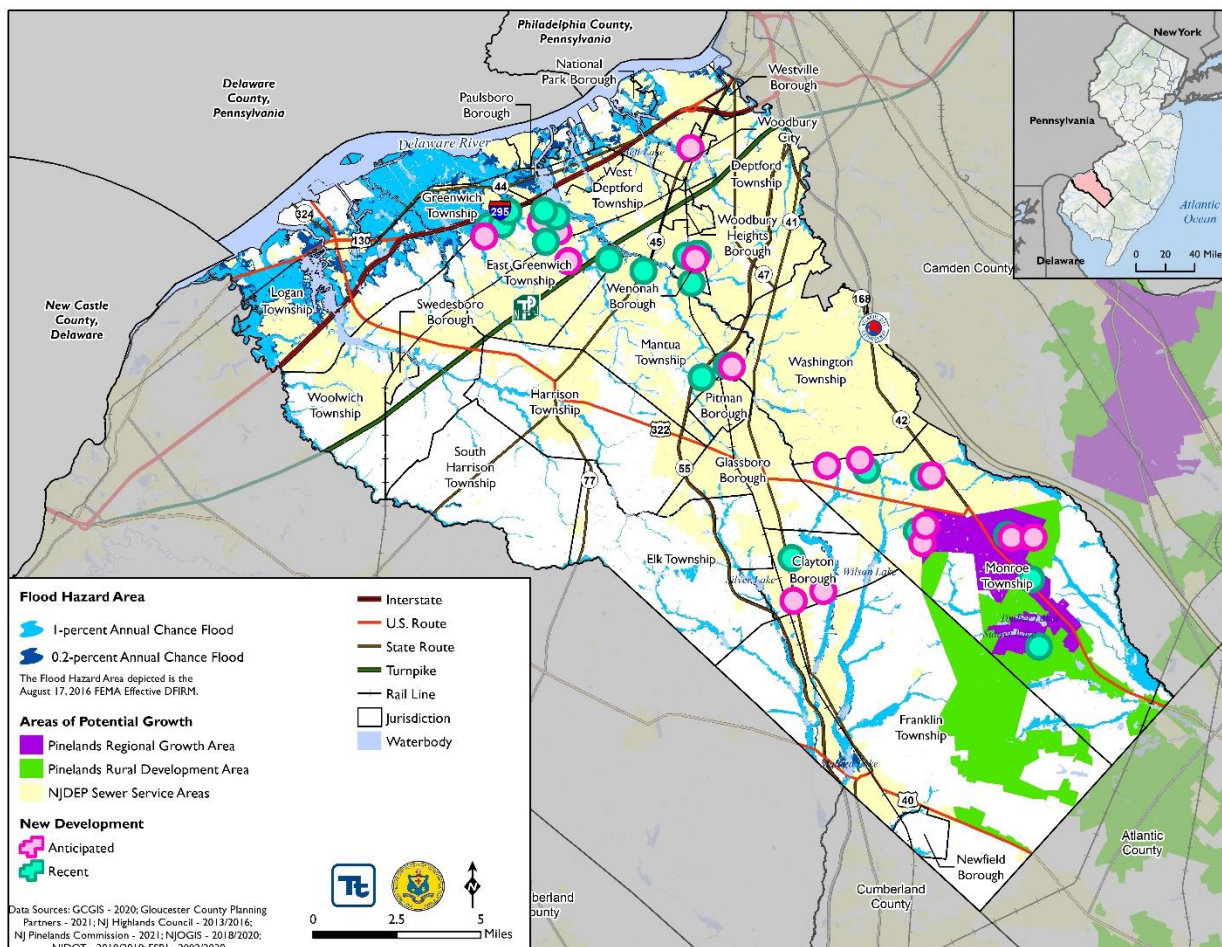 Philadelphia County,
Pennsylvania
National
Park Borough
Westville
Borough
Delaware
County,
Pennsylvania
Paulsboro
Borough
Woodbury
City
Delaware River
West
Deptford
Township
Deptford
Township
44
Greenwich
Township
295
324
130
45
Woodbury
Heights
Borough
41
East Greenwich
Township
47
Camden County
New Castle
County,
Delaware
Logan
Township
Swedesboro
Borough
Wenonah
Borough
168
Mantua
Township
Washington
Township
Woolwich
Township
Harrison
Township
Pitman
Borough
322
42
South
Harrison
Township
Glassboro
Borough
55
77
Elk Township
Silver Lake
Clayton
Borough
Wilson Lake
Monroe
Township
Franklin
Township
40
Newfield
Borough
Atlantic
County
Cumberland
County
New York
Pennsylvania
Atlantic
Ocean
Delaware
0 20 40 Miles
Flood Hazard Area
1-percent Annual Chance Flood
0.2-percent Annual Chance Flood
The Flood Hazard Area depicted is the
August 17, 2016 FEMA Effective DFIRM.
Areas of Potential Growth
Pinelands Regional Growth Area
Pinelands Rural Development Area
NJDEP Sewer Service Areas
New Development
Anticipated
Recent
Interstate
U.S. Route
State Route
Turnpike
Rail Line
Jurisdiction
Waterbody
Data Sources: GCGIS - 2020; Gloucester County Planning
Partners - 2021; NJ Highlands Council - 2013/2016;
NJ Pinelands Commission - 2021; NJOGIS - 2018/2020;
Tt
N
0 2.5 5
Miles